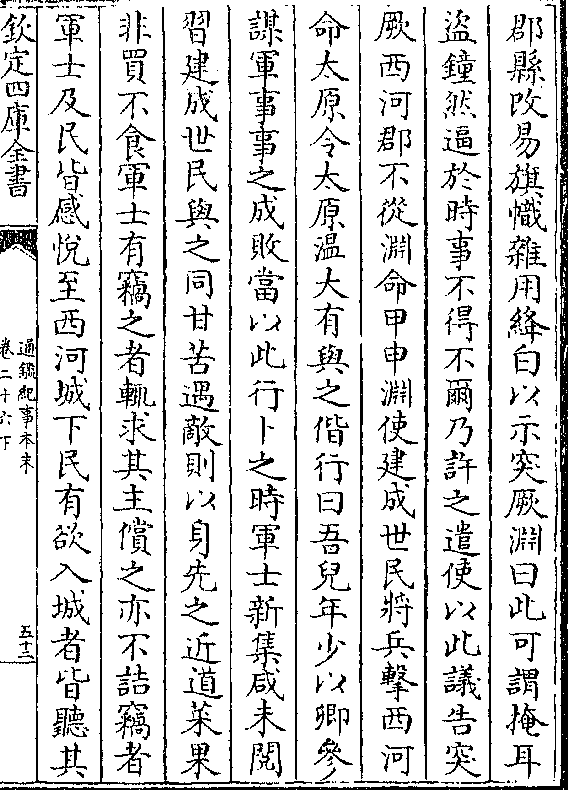 郡縣改易旗幟雜用絳白以示突厥淵曰此可謂掩耳
盜鐘然逼於時事不得不爾乃許之遣使以此議告突
厥西河郡不從淵命甲申淵使建成世民將兵擊西河
命太原令太原温大有與之偕行曰吾兒年少以卿參
謀軍事事之成敗當以此行卜之時軍士新集咸未閱
習建成世民與之同甘苦遇敵則以身先之近道菜果
非買不食軍士有竊之者輒求其主償之亦不詰竊者
軍士及民皆感悅至西河城下民有欲入城者皆聽其
欽定四庫全書
通鑑紀事本末
卷二十六下
五十三